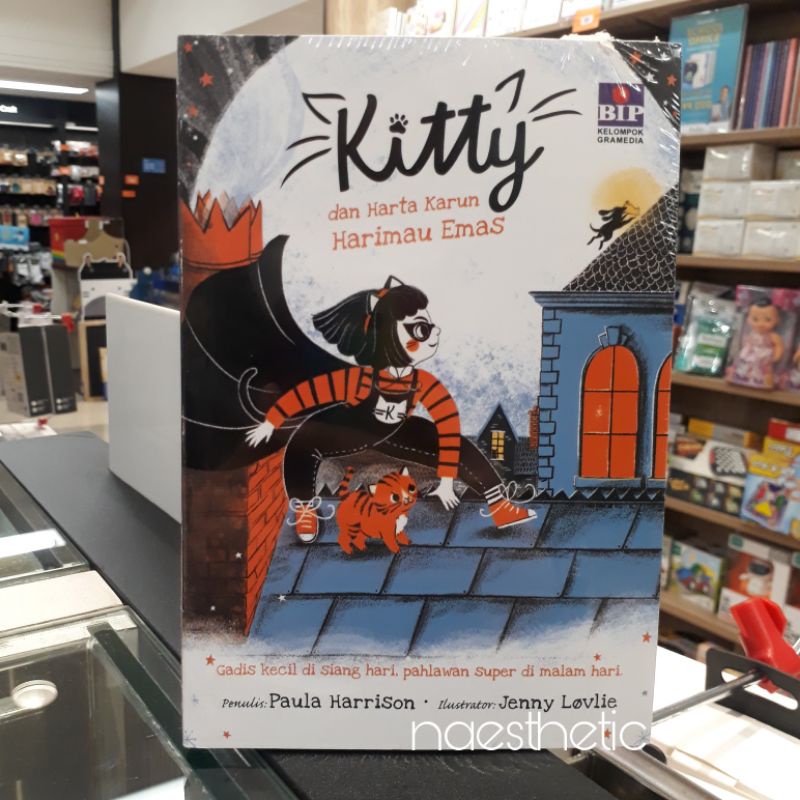 Kitty
dan Harta Karun
Harimau Emas
BIP
KELOMPOK
GRAMEDIA
K
Gadis kecil di siang hari, pahlawan super di malam hari.
Penulis: Paula Harrison · Ilustrator: Jenny Løvlie
naesthetic